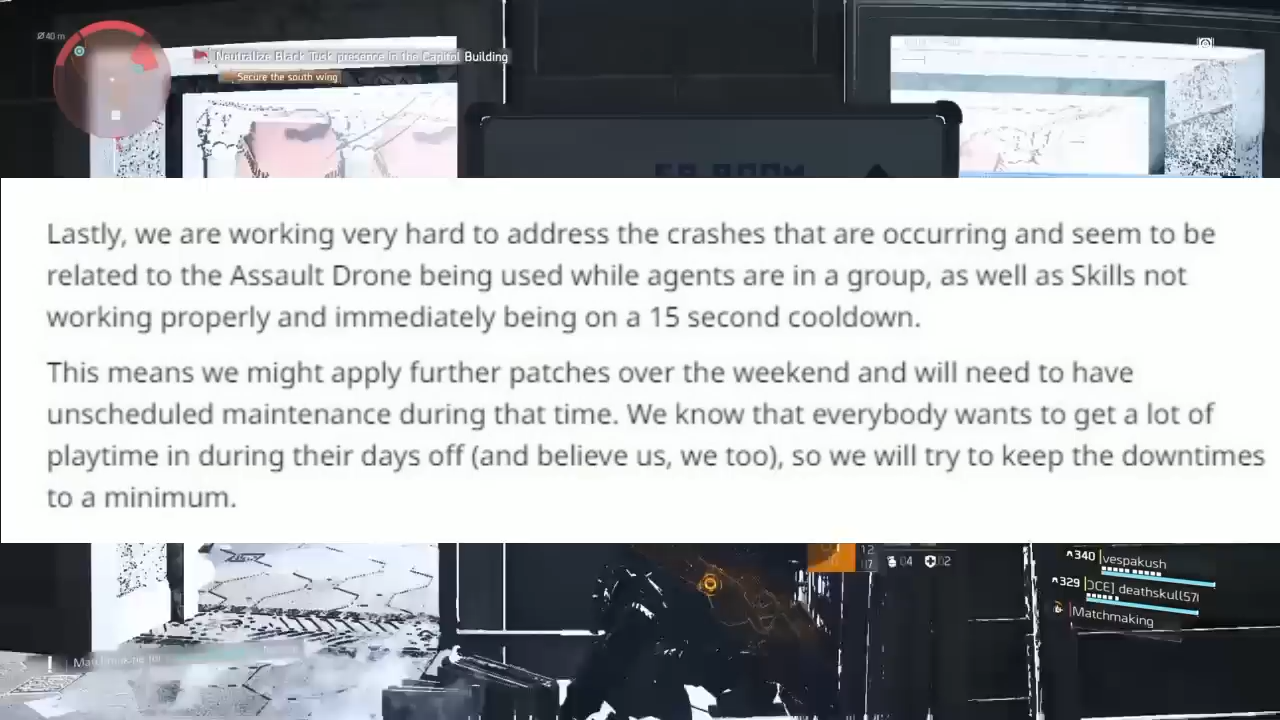 40 m
Neutralize Black Tusk presence in the Capitol Building
Secure the south wing
Lastly, we are working very hard to address the crashes that are occurring and seem to be
related to the Assault Drone being used while agents are in a group, as well as Skills not
working properly and immediately being on a 15 second cooldown.
This means we might apply further patches over the weekend and will need to have
unscheduled maintenance during that time. We know that everybody wants to get a lot of
playtime in during their days off (and believe us, we too), so we will try to keep the downtimes
to a minimum.
04 02
340 vespakush
329 DCE] deathskull57
Matchmaking